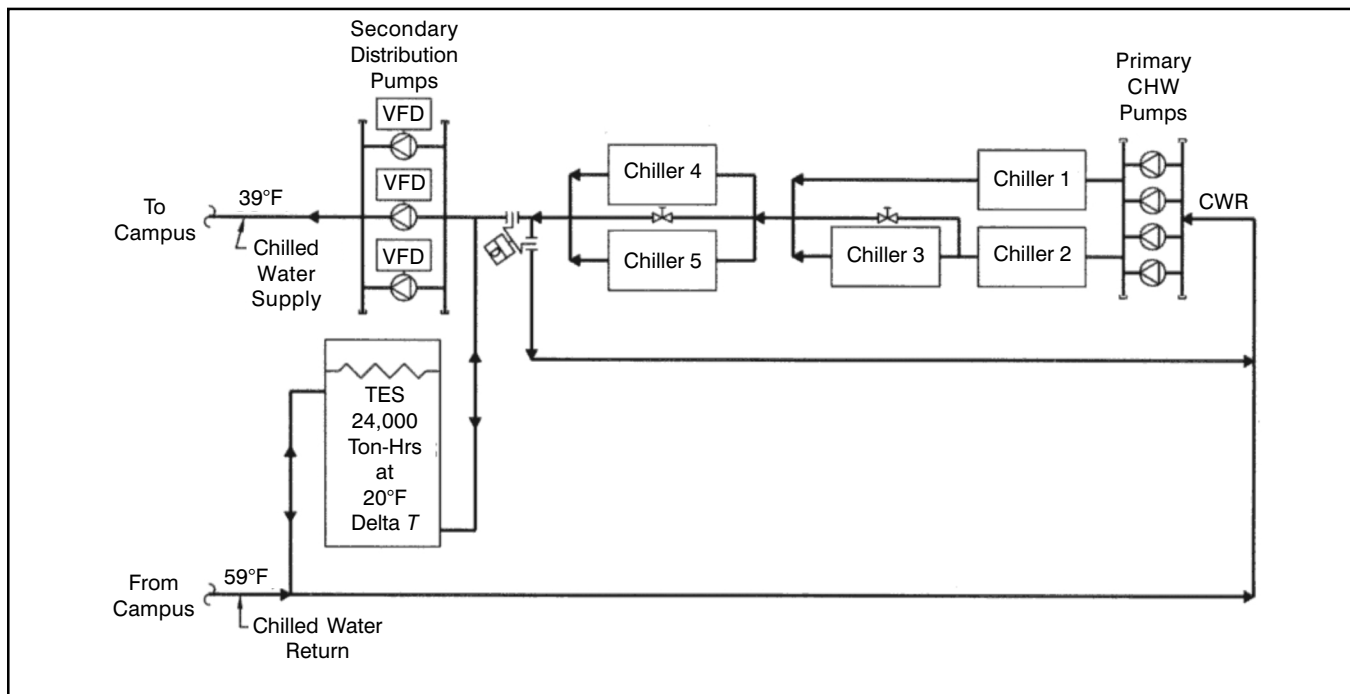 Secondary
Distribution
Pumps
VFD
VFD
VFD
Primary
CHW
Pumps
Chiller 4
Chiller 1
CWR
39°F
To
Campus
Chilled
Water
Supply
Chiller 5
Chiller 3
Chiller 2
TES
24,000
Ton-Hrs
at
20°F
Delta T
From
Campus
59°F
Chilled Water
Return